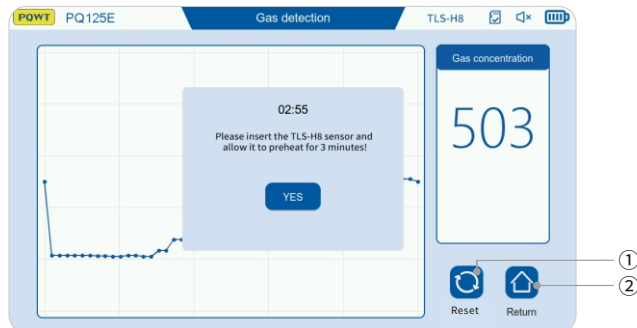 PQWT PQ125E Gas detection TLS-H8
Gas concentration
02:55
Please insert the TLS-H8 sensor and
allow it to preheat for 3 minutes!
YES
503
①
②
Reset Return